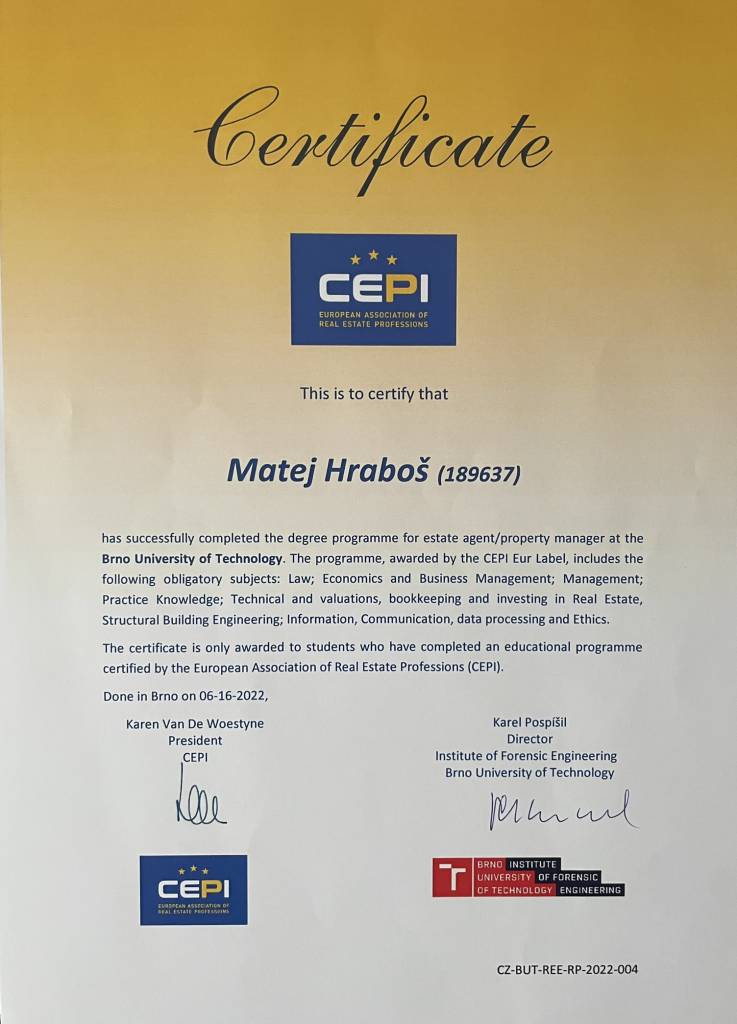 Certificate
CEPI
EUROPEAN ASSOCIATION OF
REAL ESTATE PROFESSIONS
This is to certify that
Matej Hraboš (189637)
has successfully completed the degree programme for estate agent/property manager at the
Brno University of Technology. The programme, awarded by the CEPI Eur Label, includes the
following obligatory subjects: Law; Economics and Business Management; Management;
Practice Knowledge; Technical and valuations, bookkeeping and investing in Real Estate,
Structural Building Engineering; Information, Communication, data processing and Ethics.
The certificate is only awarded to students who have completed an educational programme
certified by the European Association of Real Estate Professions (CEPI).
Done in Brno on 06-16-2022,
Karen Van De Woestyne
President
CEPI
Karel Pospíšil
Director
Institute of Forensic Engineering
Brno University of Technology
CEPI
EUROPEAN ASSOCIATION OF
REAL ESTATE PROFESSIONS
T
BRNO INSTITUTE
UNIVERSITY OF FORENSIC
OF TECHNOLOGY ENGINEERING
CZ-BUT-REE-RP-2022-004